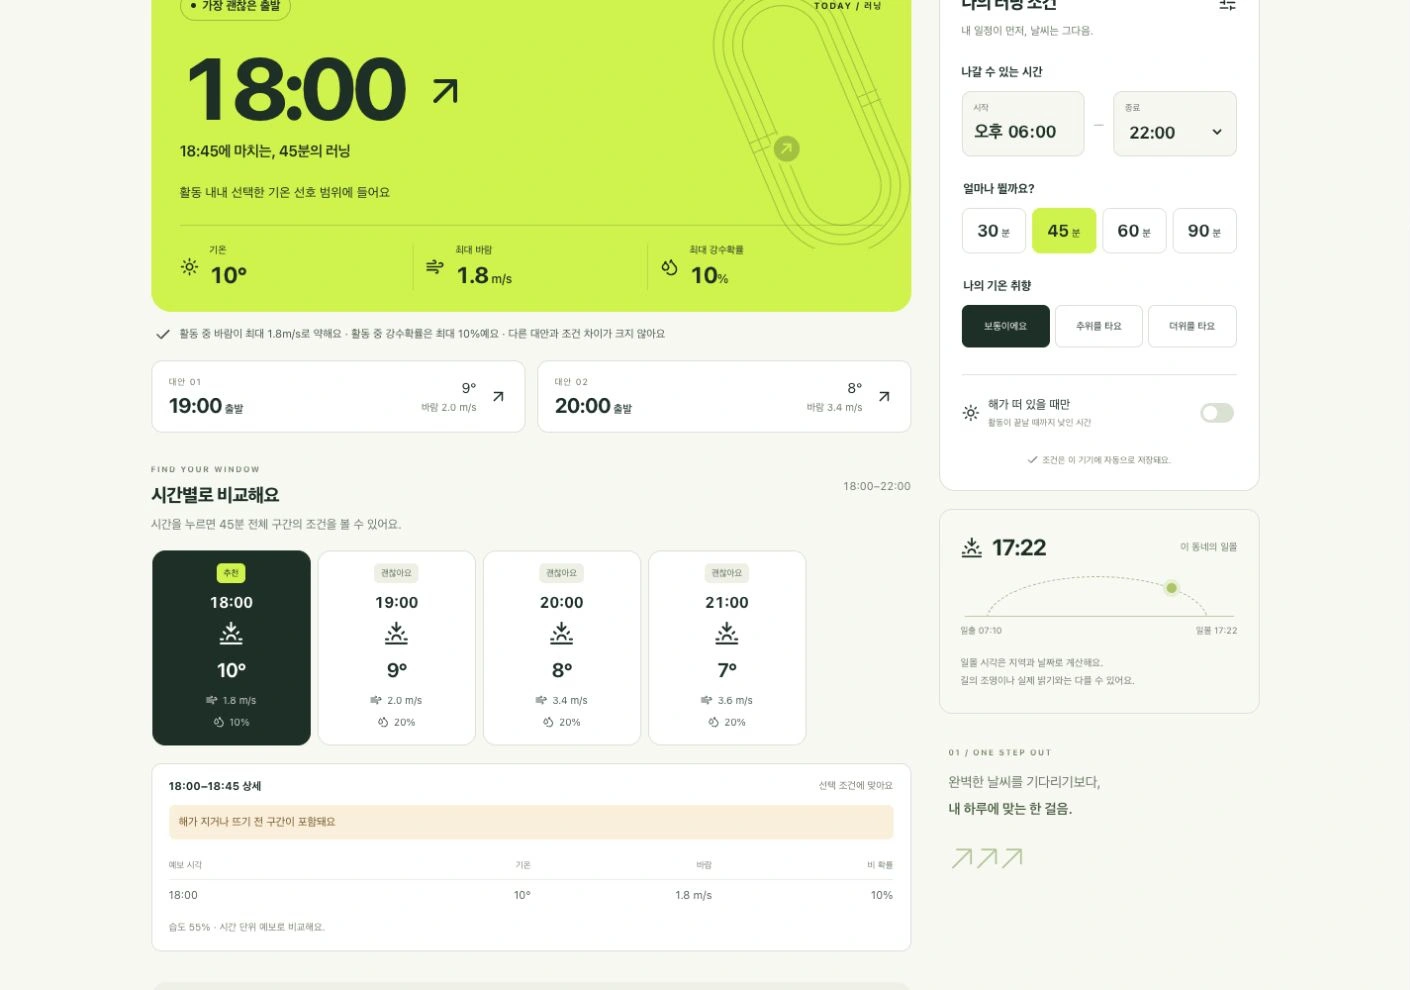 가장 괜찮은 출발
TODAY / 러닝
18:00
18:45에 마치는, 45분의 러닝
활동 내내 선택한 기온 선호 범위에 들어요
기온
10°
최대 바람
1.8 m/s
최대 강수확률
10%
활동 중 바람이 최대 1.8m/s로 약해요 · 활동 중 강수확률은 최대 10%예요 · 다른 대안과 조건 차이가 크지 않아요
대안 01
19:00 출발
9°
바람 2.0 m/s
대안 02
20:00 출발
8°
바람 3.4 m/s
FIND YOUR WINDOW
시간별로 비교해요
18:00–22:00
시간을 누르면 45분 전체 구간의 조건을 볼 수 있어요.
추천
18:00
10°
1.8 m/s
10%
괜찮아요
19:00
9°
2.0 m/s
20%
괜찮아요
20:00
8°
3.4 m/s
20%
괜찮아요
21:00
7°
3.6 m/s
20%
18:00–18:45 상세
선택 조건에 맞아요
해가 지거나 뜨기 전 구간이 포함돼요
예보 시각 기온 바람 비 확률
18:00 10° 1.8 m/s 10%
습도 55% · 시간 단위 예보로 비교해요.
나의 러닝 조건
내 일정이 먼저, 날씨는 그다음.
나갈 수 있는 시간
시작
오후 06:00
–
종료
22:00
얼마나 뛸까요?
30 분 45 분 60 분 90 분
나의 기온 취향
보통이에요 추위를 타요 더위를 타요
해가 떠 있을 때만
활동이 끝날 때까지 낮인 시간
조건은 이 기기에 자동으로 저장돼요.
17:22
이 동네의 일몰
일출 07:10
일몰 17:22
일몰 시각은 지역과 날짜로 계산해요.
길의 조명이나 실제 밝기와는 다를 수 있어요.
01 / ONE STEP OUT
완벽한 날씨를 기다리기보다,
내 하루에 맞는 한 걸음.